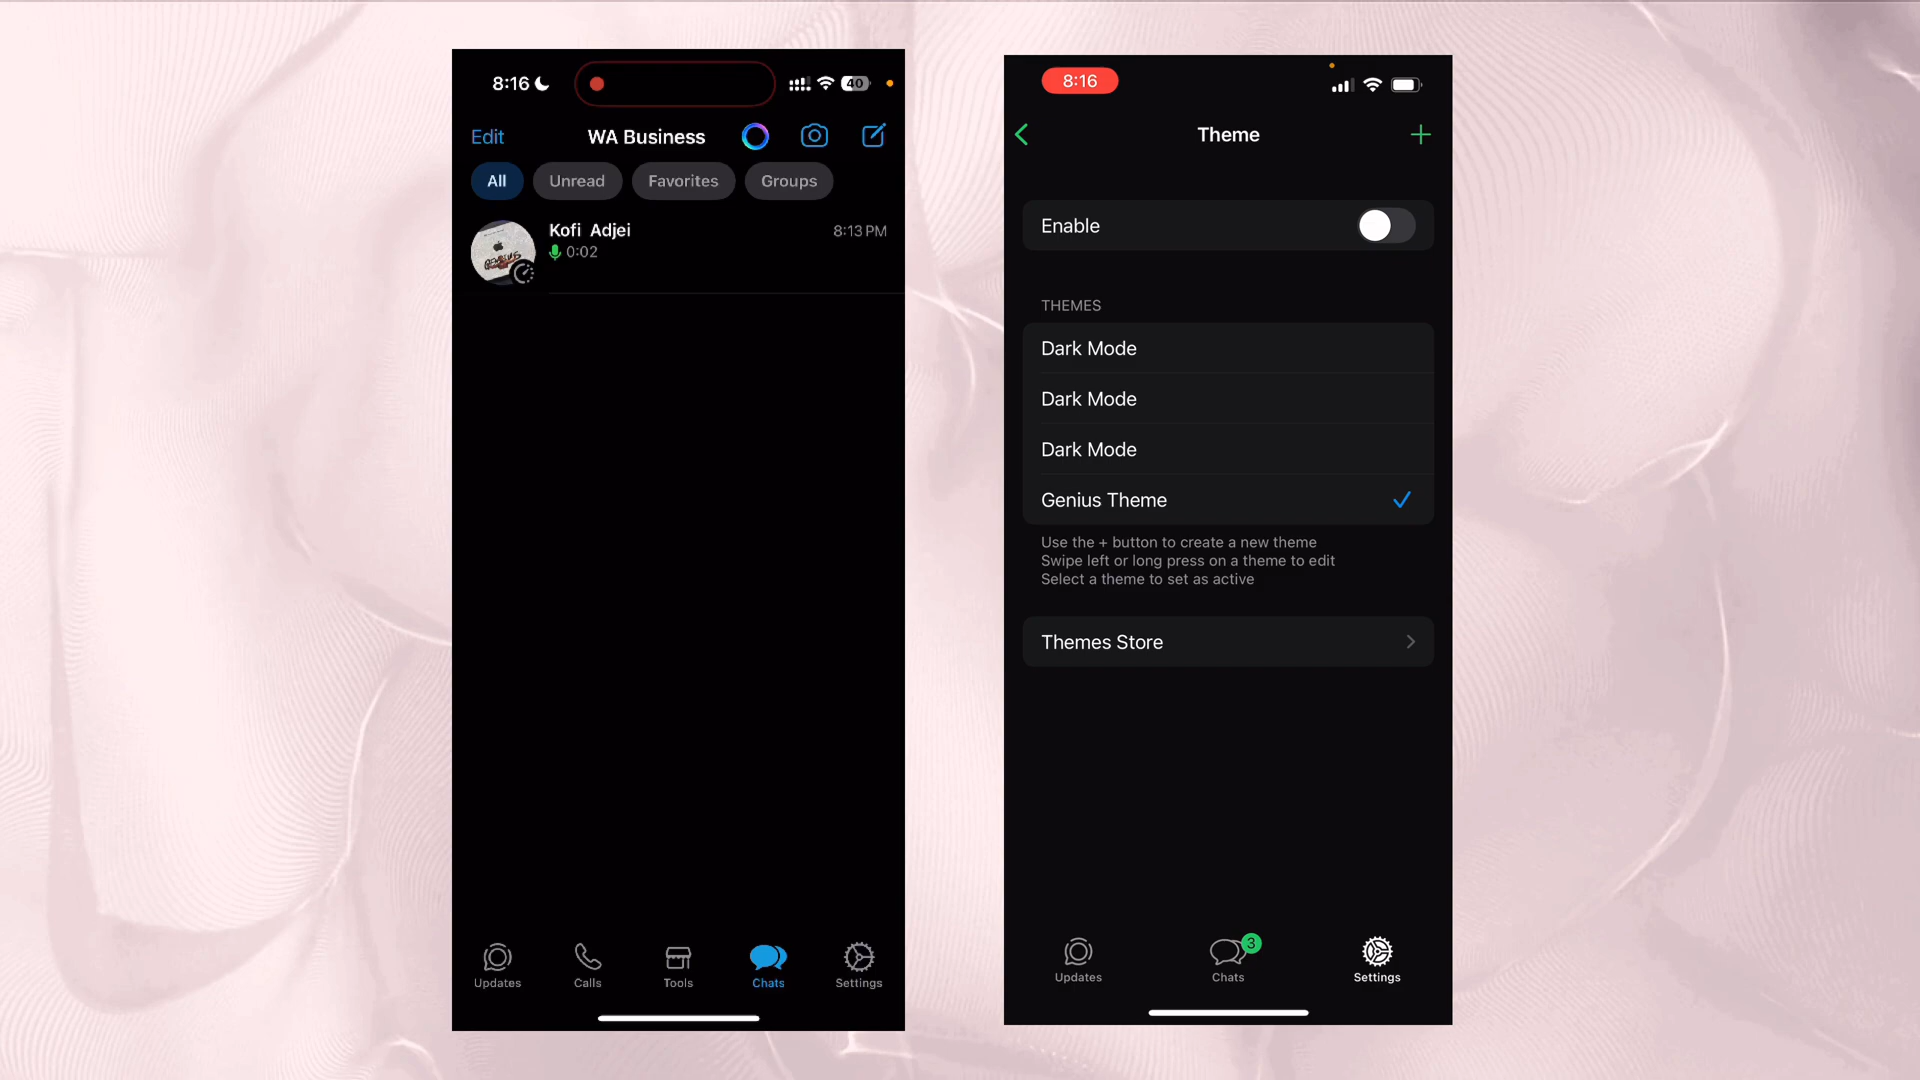 8:16
40
Edit
WA Business
All
Unread
Favorites
Groups
Kofi Adjei
8:13 PM
0:02
Updates
Calls
Tools
Chats
Settings
8:16
Theme
Enable
THEMES
Dark Mode
Dark Mode
Dark Mode
Genius Theme
Use the + button to create a new theme
Swipe left or long press on a theme to edit
Select a theme to set as active
Themes Store
3
Updates
Chats
Settings